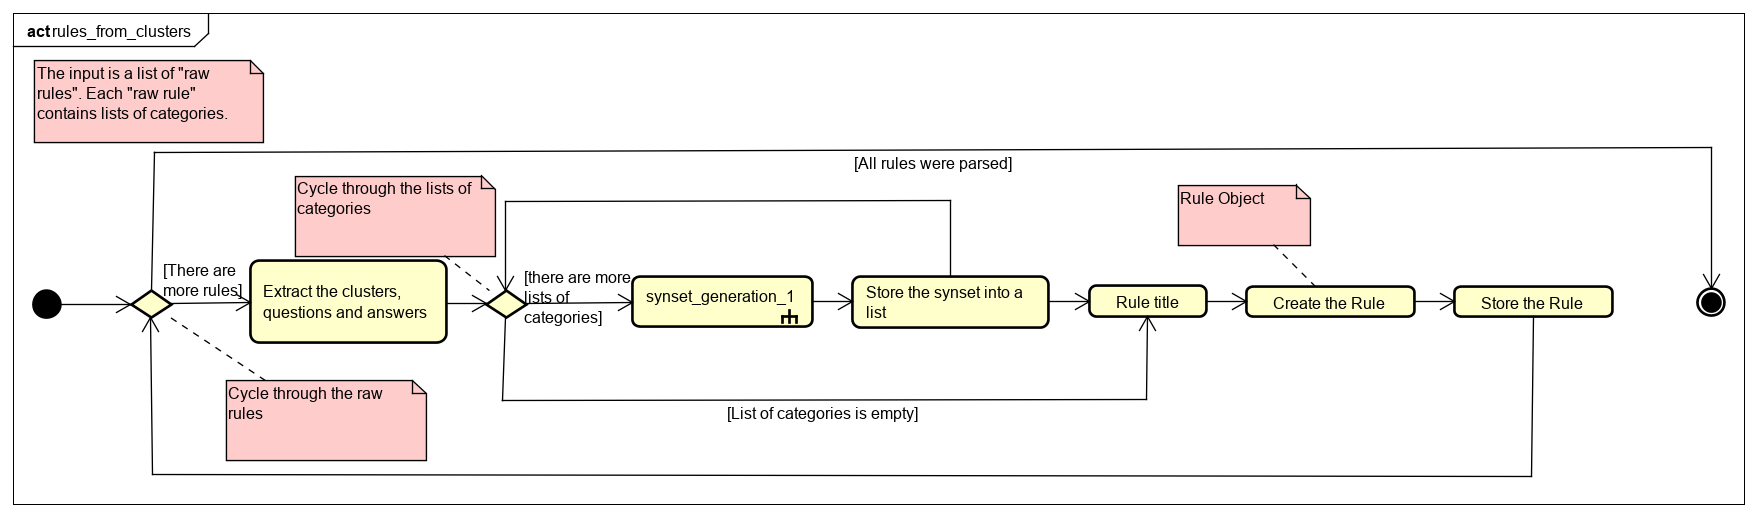 act rules_from_clusters
The input is a list of "raw
rules". Each "raw rule"
contains lists of categories.
[All rules were parsed]
Cycle through the lists of
categories
Rule Object
[There are
more rules]
Extract the clusters,
questions and answers
[there are more
lists of
categories]
synset_generation_1
Store the synset into a
list
Rule title
Create the Rule
Store the Rule
Cycle through the raw
rules
[List of categories is empty]